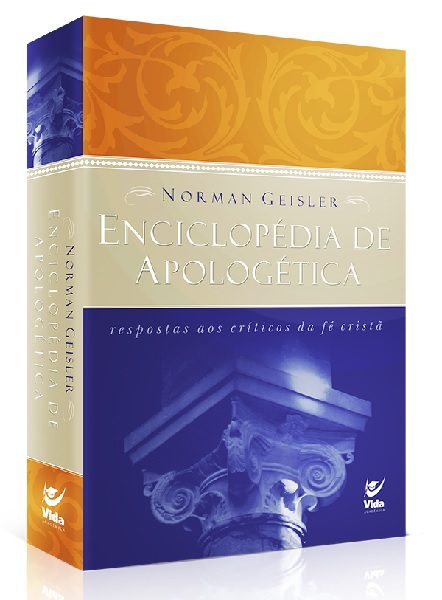 NORMAN GEISLER
ENCICLOPÉDIA DE
APOLOGÉTICA
respostas aos críticos da fé cristã
Vida
NORMAN GEISLER
ENCICLOPÉDIA DE
APOLOGÉTICA
Vida